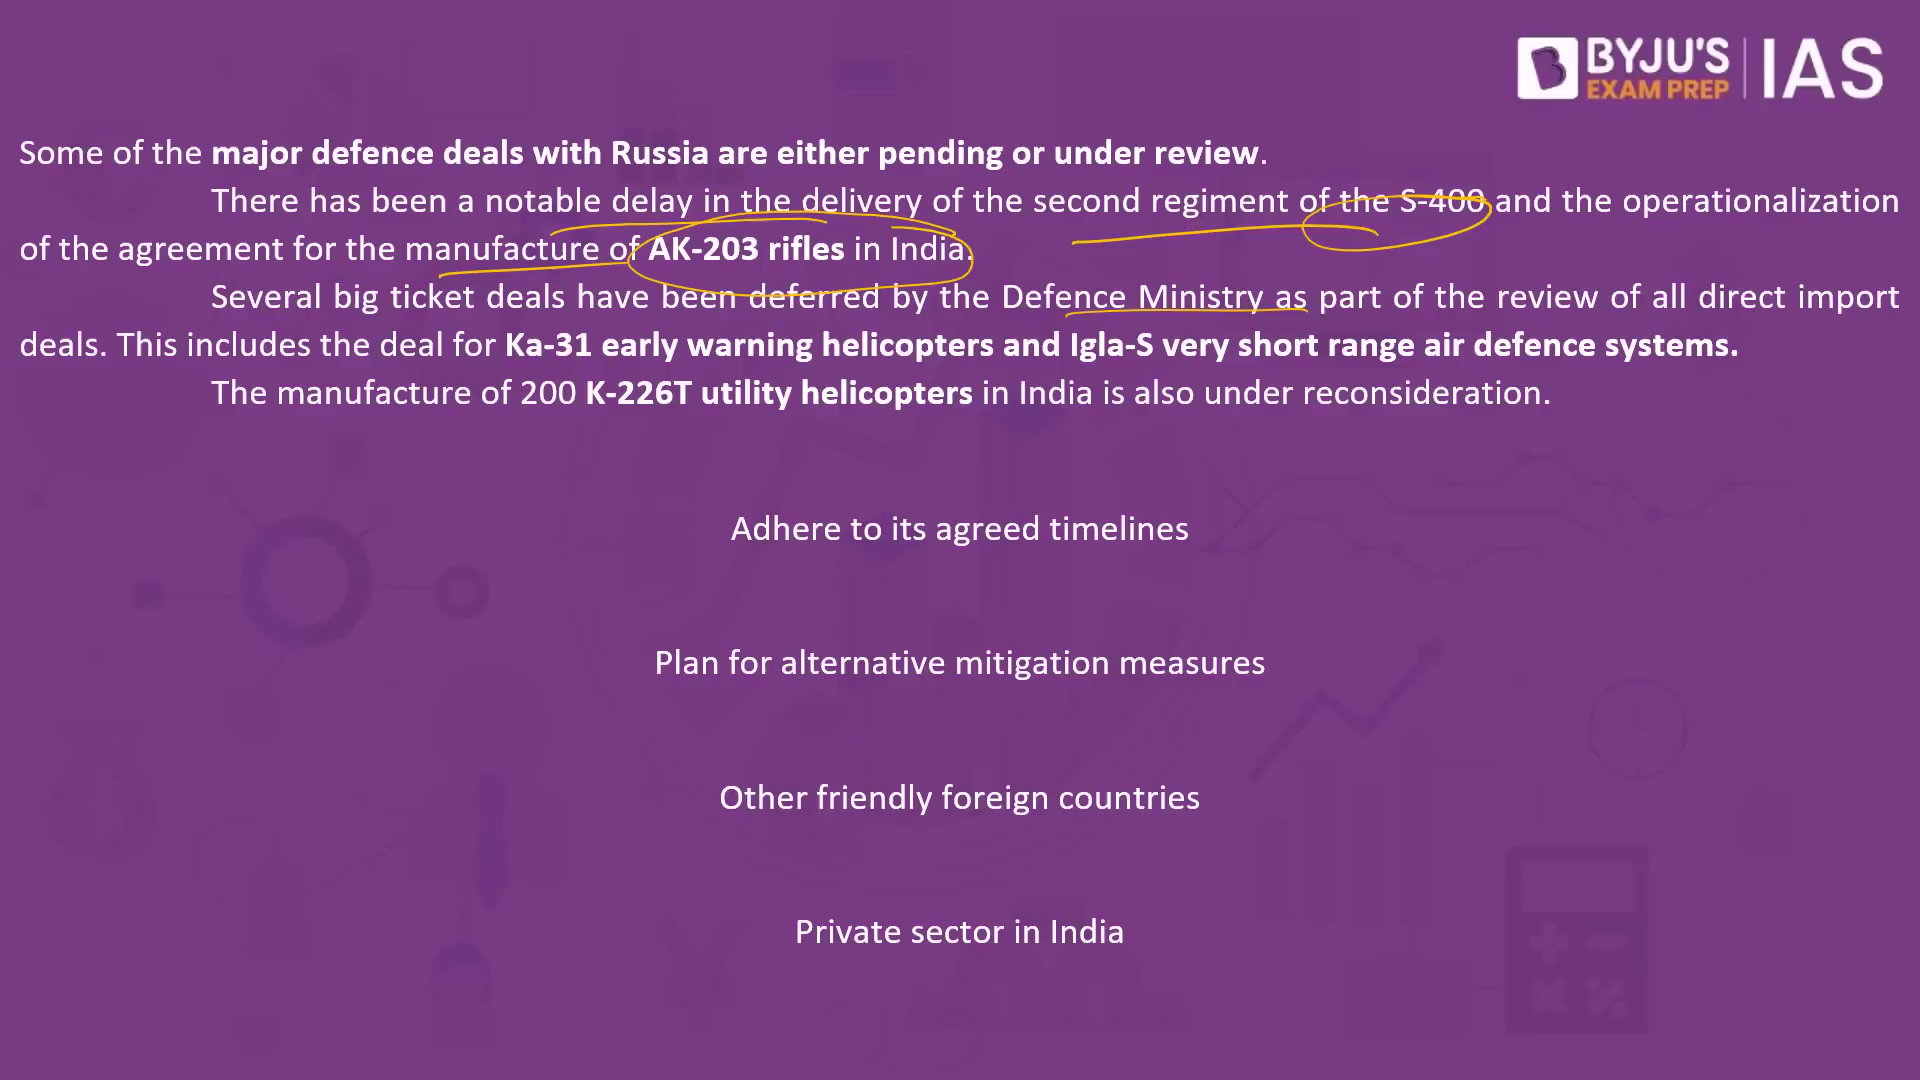 BYJU'S
EXAM PREP
IAS
Some of the major defence deals with Russia are either pending or under review.
There has been a notable delay in the delivery of the second regiment of the S-400 and the operationalization
of the agreement for the manufacture of AK-203 rifles in India.
Several big ticket deals have been deferred by the Defence Ministry as part of the review of all direct import
deals. This includes the deal for Ka-31 early warning helicopters and Igla-S very short range air defence systems.
The manufacture of 200 K-226T utility helicopters in India is also under reconsideration.
Adhere to its agreed timelines
Plan for alternative mitigation measures
Other friendly foreign countries
Private sector in India